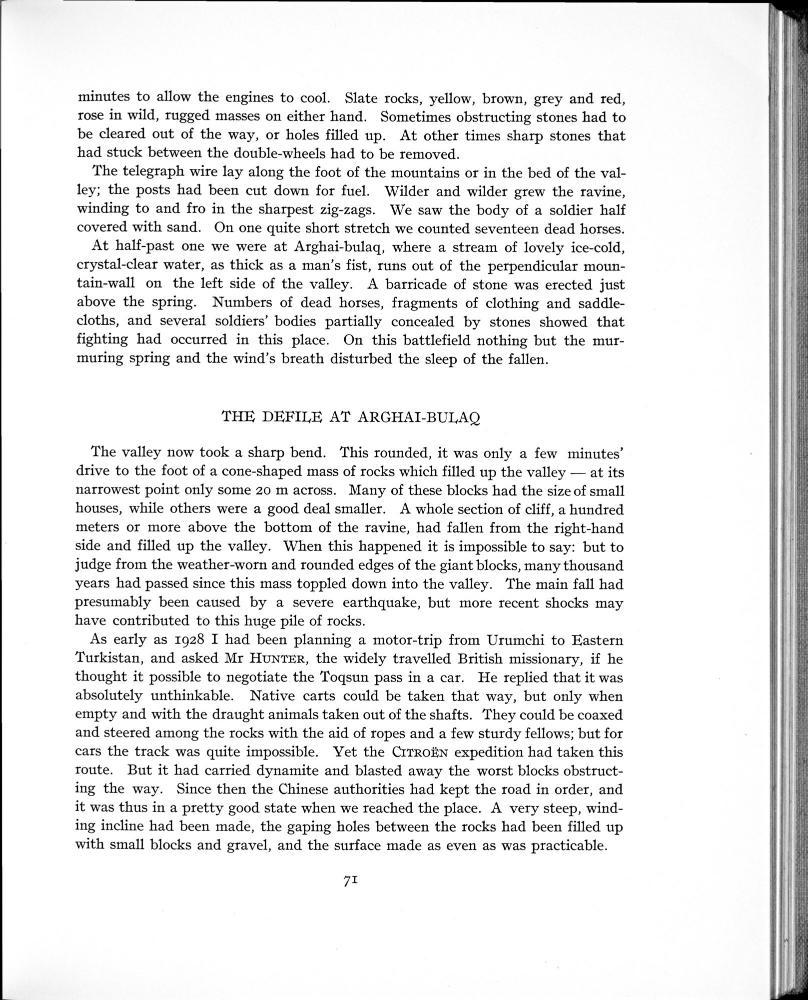 minutes to allow the engines to cool. Slate rocks, yellow, brown, grey and red,
rose in wild, rugged masses on either hand. Sometimes obstructing stones had to
be cleared out of the way, or holes filled up. At other times sharp stones that
had stuck between the double-wheels had to be removed.
The telegraph wire lay along the foot of the mountains or in the bed of the val-
ley; the posts had been cut down for fuel. Wilder and wilder grew the ravine,
winding to and fro in the sharpest zig-zags. We saw the body of a soldier half
covered with sand. On one quite short stretch we counted seventeen dead horses.
At half-past one we were at Arghai-bulaq, where a stream of lovely ice-cold,
crystal-clear water, as thick as a man's fist, runs out of the perpendicular moun-
tain-wall on the left side of the valley. A barricade of stone was erected just
above the spring. Numbers of dead horses, fragments of clothing and saddle-
cloths, and several soldiers' bodies partially concealed by stones showed that
fighting had occurred in this place. On this battlefield nothing but the mur-
muring spring and the wind's breath disturbed the sleep of the fallen.
THE DEFILE AT ARGHAI-BULAQ
The valley now took a sharp bend. This rounded, it was only a few minutes'
drive to the foot of a cone-shaped mass of rocks which filled up the valley — at its
narrowest point only some 20 m across. Many of these blocks had the size of small
houses, while others were a good deal smaller. A whole section of cliff, a hundred
meters or more above the bottom of the ravine, had fallen from the right-hand
side and filled up the valley. When this happened it is impossible to say: but to
judge from the weather-worn and rounded edges of the giant blocks, many thousand
years had passed since this mass toppled down into the valley. The main fall had
presumably been caused by a severe earthquake, but more recent shocks may
have contributed to this huge pile of rocks.
As early as 1928 I had been planning a motor-trip from Urumchi to Eastern
Turkistan, and asked Mr HUNTER, the widely travelled British missionary, if he
thought it possible to negotiate the Toqsun pass in a car. He replied that it was
absolutely unthinkable. Native carts could be taken that way, but only when
empty and with the draught animals taken out of the shafts. They could be coaxed
and steered among the rocks with the aid of ropes and a few sturdy fellows; but for
cars the track was quite impossible. Yet the CITROËN expedition had taken this
route. But it had carried dynamite and blasted away the worst blocks obstruct-
ing the way. Since then the Chinese authorities had kept the road in order, and
it was thus in a pretty good state when we reached the place. A very steep, wind-
ing incline had been made, the gaping holes between the rocks had been filled up
with small blocks and gravel, and the surface made as even as was practicable.
71